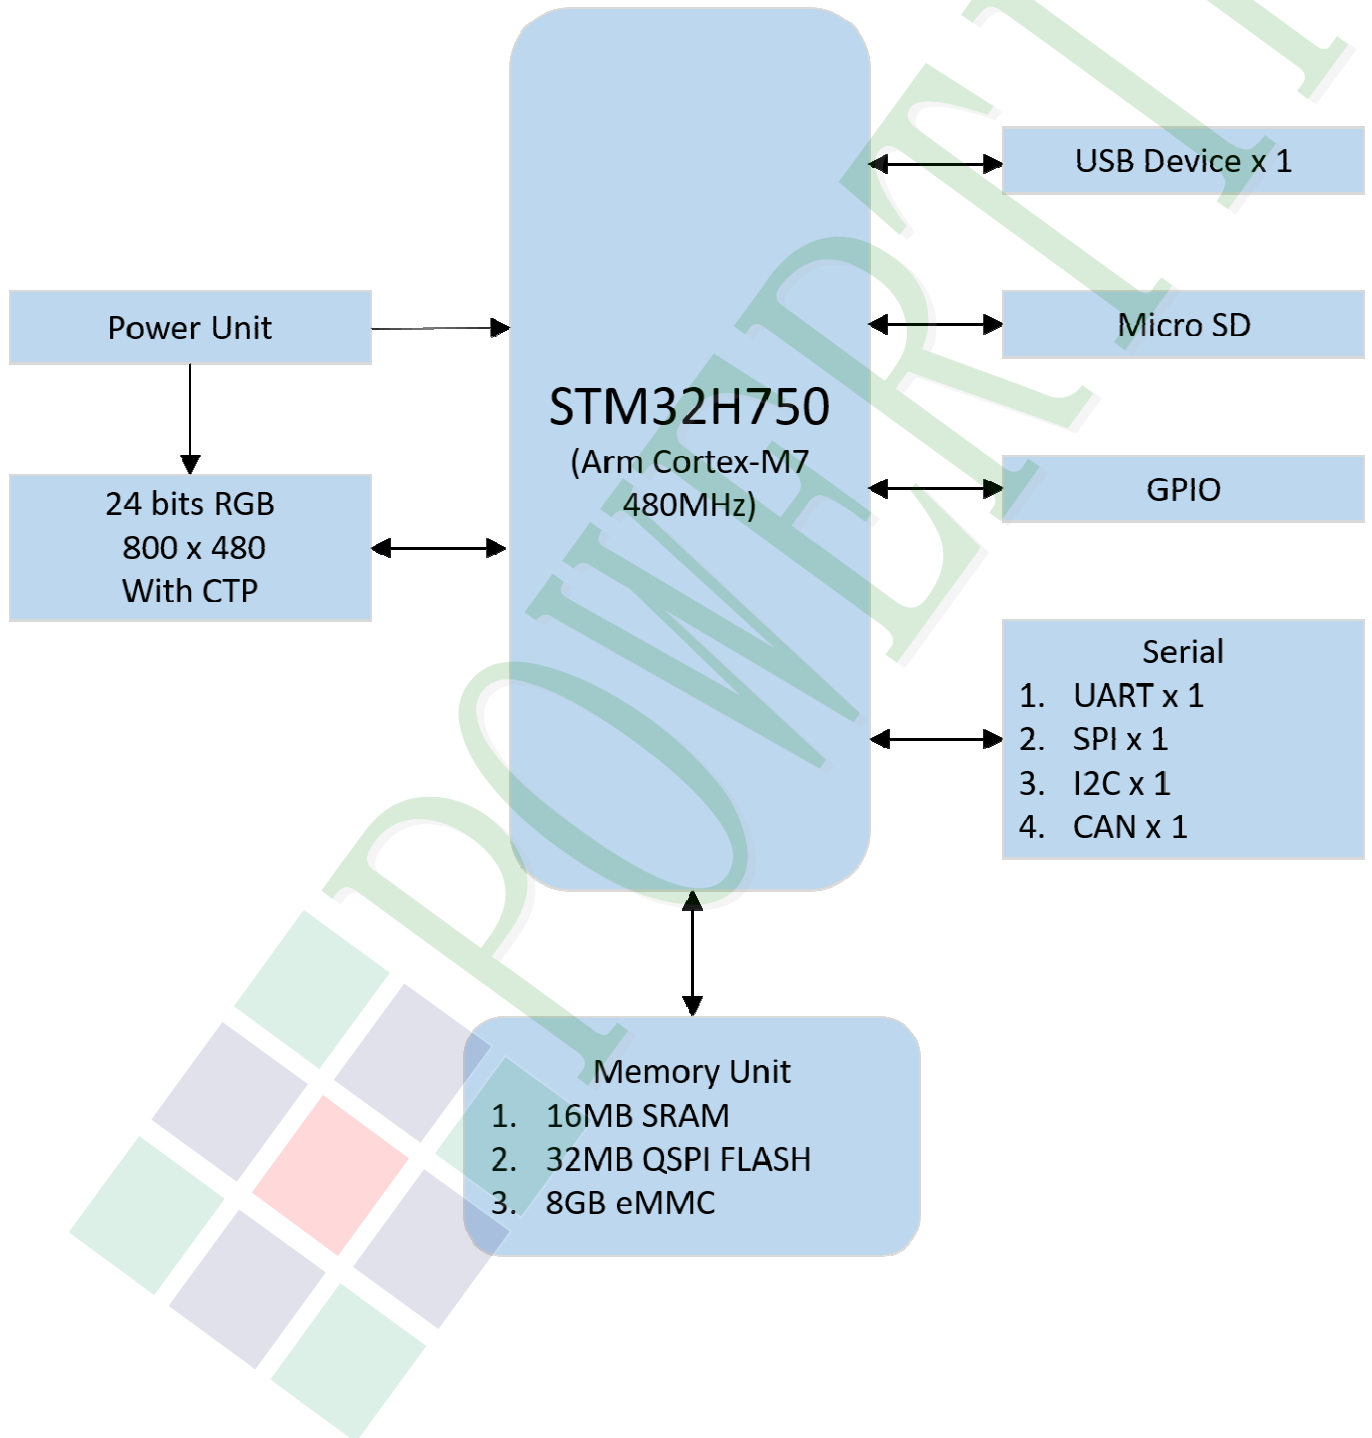 USB Device x 1
Power Unit
Micro SD
STM32H750
(Arm Cortex-M7
480MHz)
GPIO
24 bits RGB
800 x 480
With CTP
Serial
1. UART x 1
2. SPI x 1
3. I2C x 1
4. CAN x 1
Memory Unit
1. 16MB SRAM
2. 32MB QSPI FLASH
3. 8GB eMMC
POWERTI